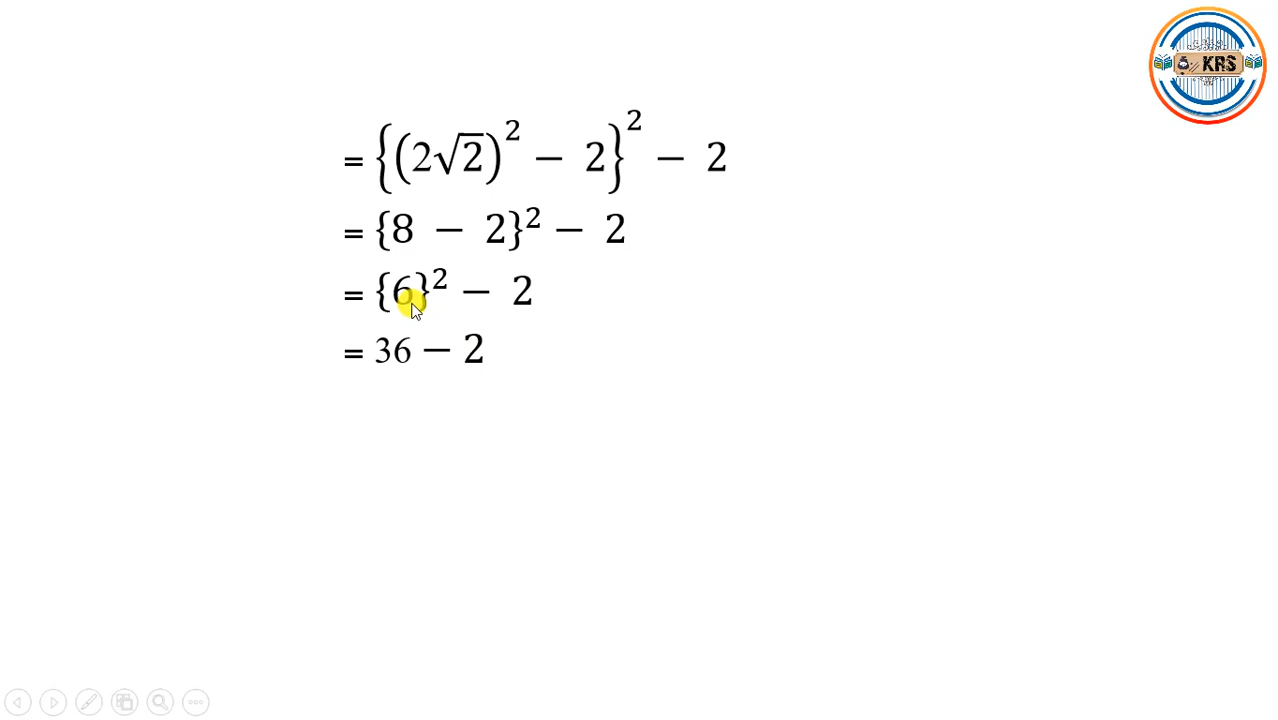 = {(2√2)² − 2}² − 2
= {8 − 2}² − 2
= {6}² − 2
= 36 − 2
KRS